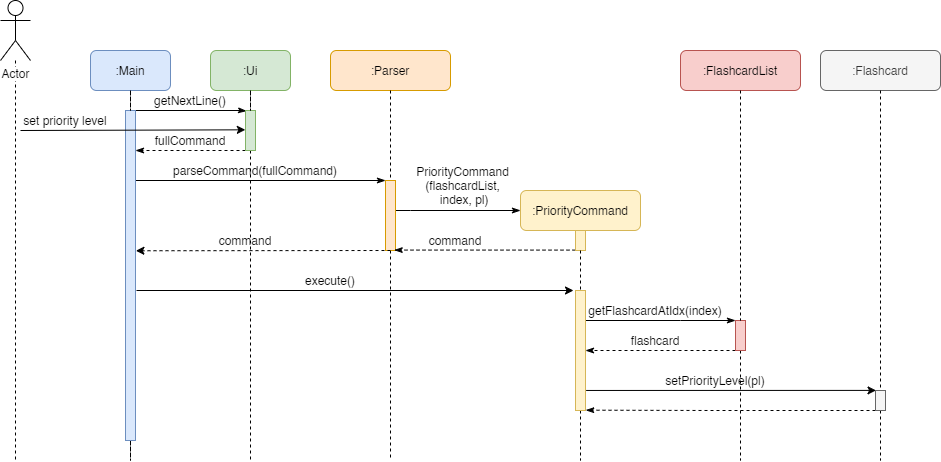 Actor
:Main
:Ui
:Parser
:FlashcardList
:Flashcard
getNextLine()
set priority level
fullCommand
parseCommand(fullCommand)
PriorityCommand
(flashcardList,
index, pl)
:PriorityCommand
command
command
execute()
getFlashcardAtIdx(index)
flashcard
setPriorityLevel(pl)